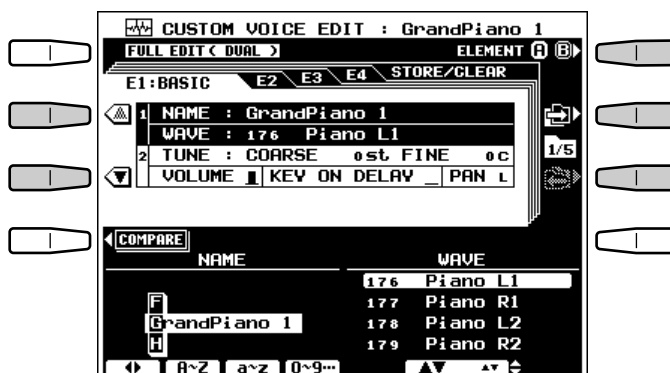 CUSTOM VOICE EDIT : GrandPiano 1
FULL EDIT( DUAL ) ELEMENT A B
E1:BASIC E2 E3 E4 STORE/CLEAR
1 NAME : GrandPiano 1
WAVE : 176 Piano L1
1/5
2 TUNE : COARSE 0st FINE 0C
VOLUME KEY ON DELAY PAN L
COMPARE
NAME WAVE
176 Piano L1
F 177 Piano R1
GrandPiano 1 178 Piano L2
H 179 Piano R2
A~Z a~z 0~9…